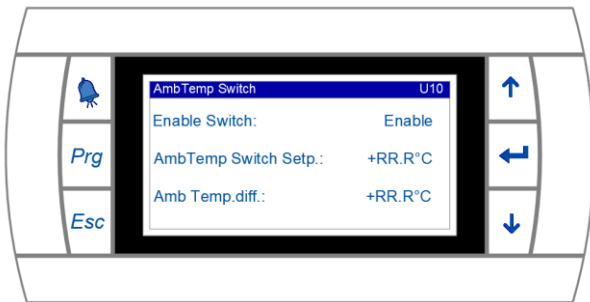 AmbTemp Switch U10
Enable Switch: Enable
Prg
AmbTemp Switch Setp.: +RR.R°C
Amb Temp.diff.: +RR.R°C
Esc